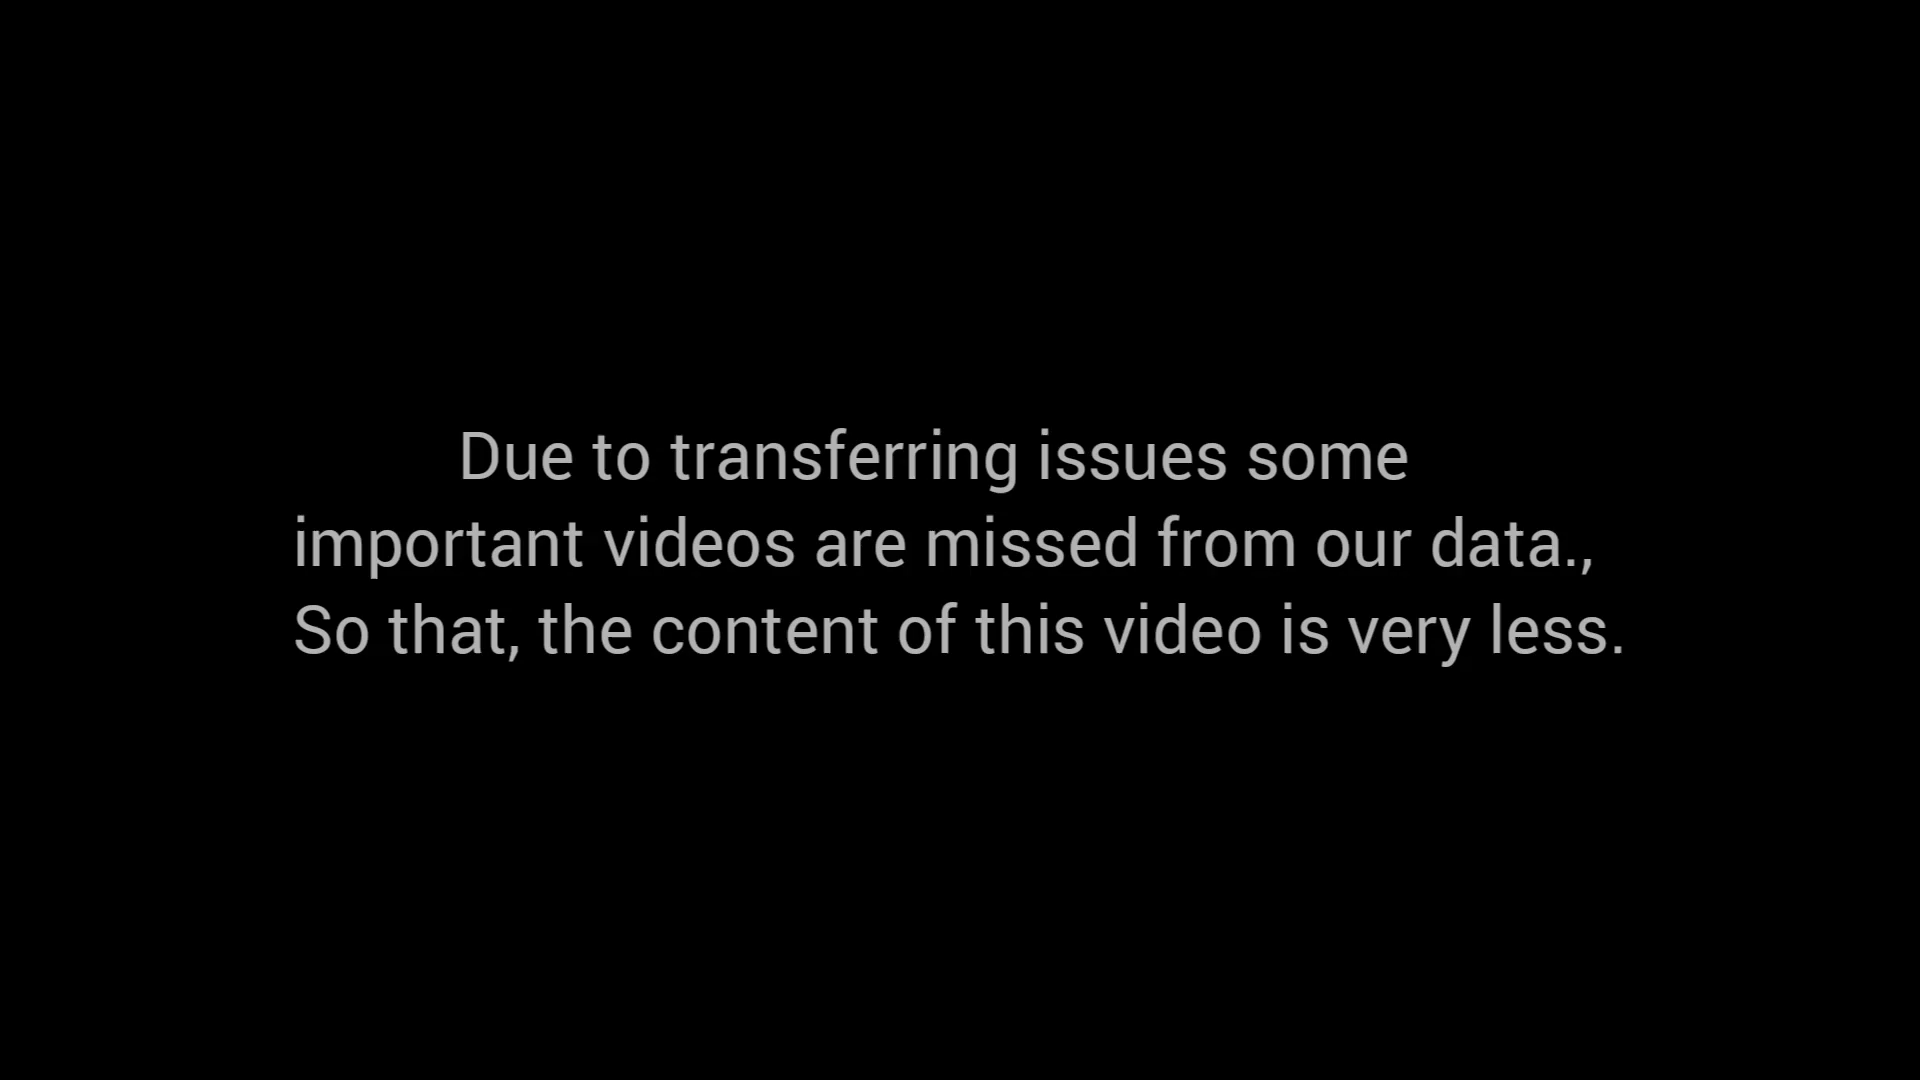 Due to transferring issues some
important videos are missed from our data.,
So that, the content of this video is very less.